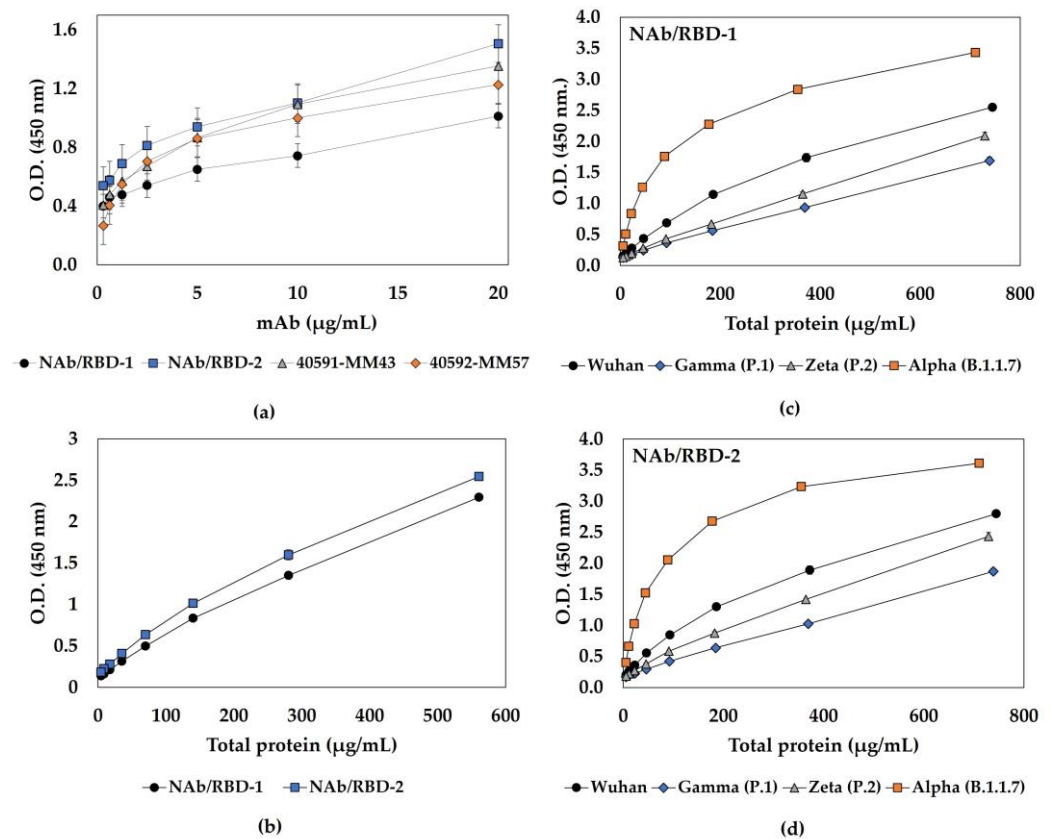 (a)
O.D. (450 nm)
1.6
1.2
0.8
0.4
0.0
0 5 10 15 20
mAb (µg/mL)
NAb/RBD-1 NAb/RBD-2 40591-MM43 40592-MM57
(a)
O.D. (450 nm)
3
2.5
2
1.5
1
0.5
0
0 100 200 300 400 500 600
Total protein (µg/mL)
NAb/RBD-1 NAb/RBD-2
(b)
NAb/RBD-1
O.D. (450 nm.)
4.0
3.5
3.0
2.5
2.0
1.5
1.0
0.5
0.0
0 200 400 600 800
Total protein (µg/mL)
Wuhan Gamma (P.1) Zeta (P.2) Alpha (B.1.1.7)
(c)
NAb/RBD-2
O.D. (450 nm)
4.0
3.5
3.0
2.5
2.0
1.5
1.0
0.5
0.0
0 200 400 600 800
Total protein (µg/mL)
Wuhan Gamma (P.1) Zeta (P.2) Alpha (B.1.1.7)
(d)